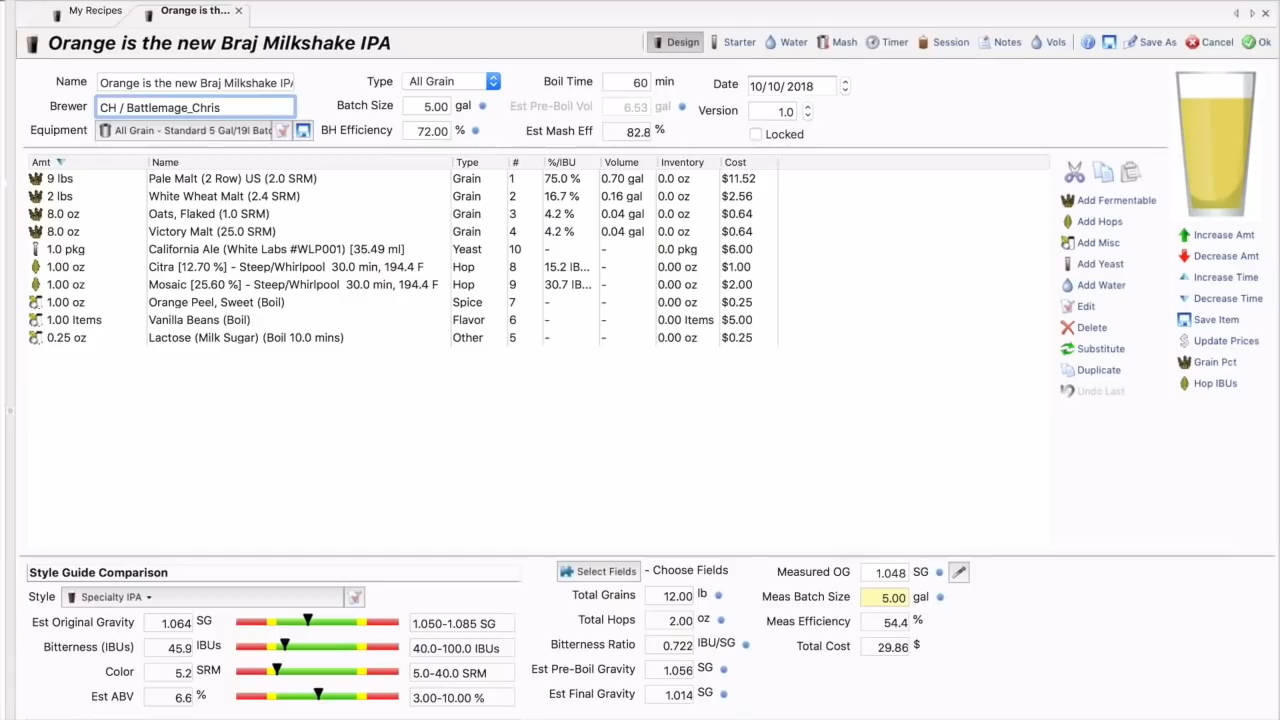 My Recipes
Orange is th...
Orange is the new Braj Milkshake IPA
Design Starter Water Mash Timer Session Notes Vols Save As Cancel Ok
Name Orange is the new Braj Milkshake IPA Type All Grain Boil Time 60 min Date 10/10/2018
Brewer CH / Battlemage_Chris Batch Size 5.00 gal Est Pre-Boil Vol 6.53 gal Version 1.0
Equipment All Grain - Standard 5 Gal/19l Batc BH Efficiency 72.00 % Est Mash Eff 82.8 % Locked
Amt Name Type # %/IBU Volume Inventory Cost
9 lbs Pale Malt (2 Row) US (2.0 SRM) Grain 1 75.0 % 0.70 gal 0.0 oz $11.52
2 lbs White Wheat Malt (2.4 SRM) Grain 2 16.7 % 0.16 gal 0.0 oz $2.56
8.0 oz Oats, Flaked (1.0 SRM) Grain 3 4.2 % 0.04 gal 0.0 oz $0.64
8.0 oz Victory Malt (25.0 SRM) Grain 4 4.2 % 0.04 gal 0.0 oz $0.64
1.0 pkg California Ale (White Labs #WLP001) [35.49 ml] Yeast 10 - - 0.0 pkg $6.00
1.00 oz Citra [12.70 %] - Steep/Whirlpool 30.0 min, 194.4 F Hop 8 15.2 IB... - 0.00 oz $1.00
1.00 oz Mosaic [25.60 %] - Steep/Whirlpool 30.0 min, 194.4 F Hop 9 30.7 IB... - 0.00 oz $2.00
1.00 oz Orange Peel, Sweet (Boil) Spice 7 - - 0.00 oz $0.25
1.00 Items Vanilla Beans (Boil) Flavor 6 - - 0.00 Items $5.00
0.25 oz Lactose (Milk Sugar) (Boil 10.0 mins) Other 5 - - 0.00 oz $0.25
Add Fermentable
Add Hops
Add Misc
Add Yeast
Add Water
Edit
Delete
Substitute
Duplicate
Undo Last
Increase Amt
Decrease Amt
Increase Time
Decrease Time
Save Item
Update Prices
Grain Pct
Hop IBUs
Style Guide Comparison
Style Specialty IPA
Est Original Gravity 1.064 SG 1.050-1.085 SG
Bitterness (IBUs) 45.9 IBUs 40.0-100.0 IBUs
Color 5.2 SRM 5.0-40.0 SRM
Est ABV 6.6 % 3.00-10.00 %
Select Fields - Choose Fields
Total Grains 12.00 lb
Total Hops 2.00 oz
Bitterness Ratio 0.722 IBU/SG
Est Pre-Boil Gravity 1.056 SG
Est Final Gravity 1.014 SG
Measured OG 1.048 SG
Meas Batch Size 5.00 gal
Meas Efficiency 54.4 %
Total Cost 29.86 $